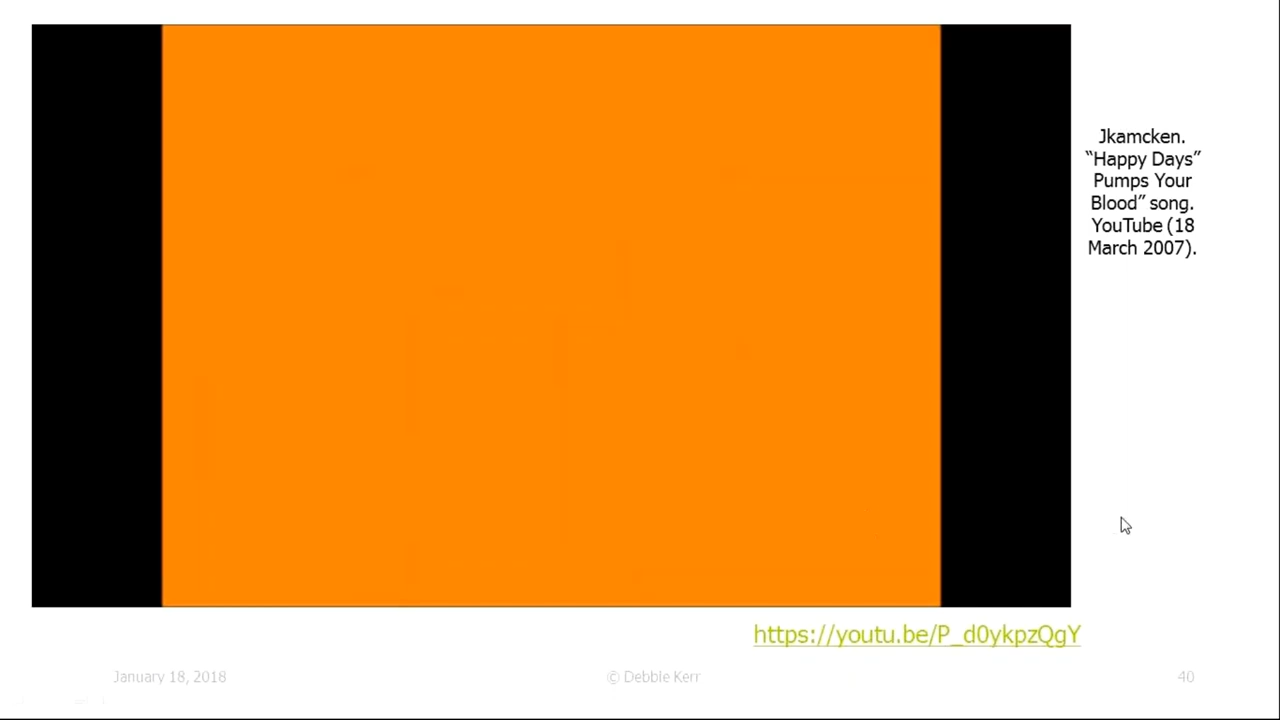 Jkamcken.
“Happy Days”
Pumps Your
Blood” song.
YouTube (18
March 2007).
https://youtu.be/P_d0ykpzQgY
January 18, 2018
© Debbie Kerr
40